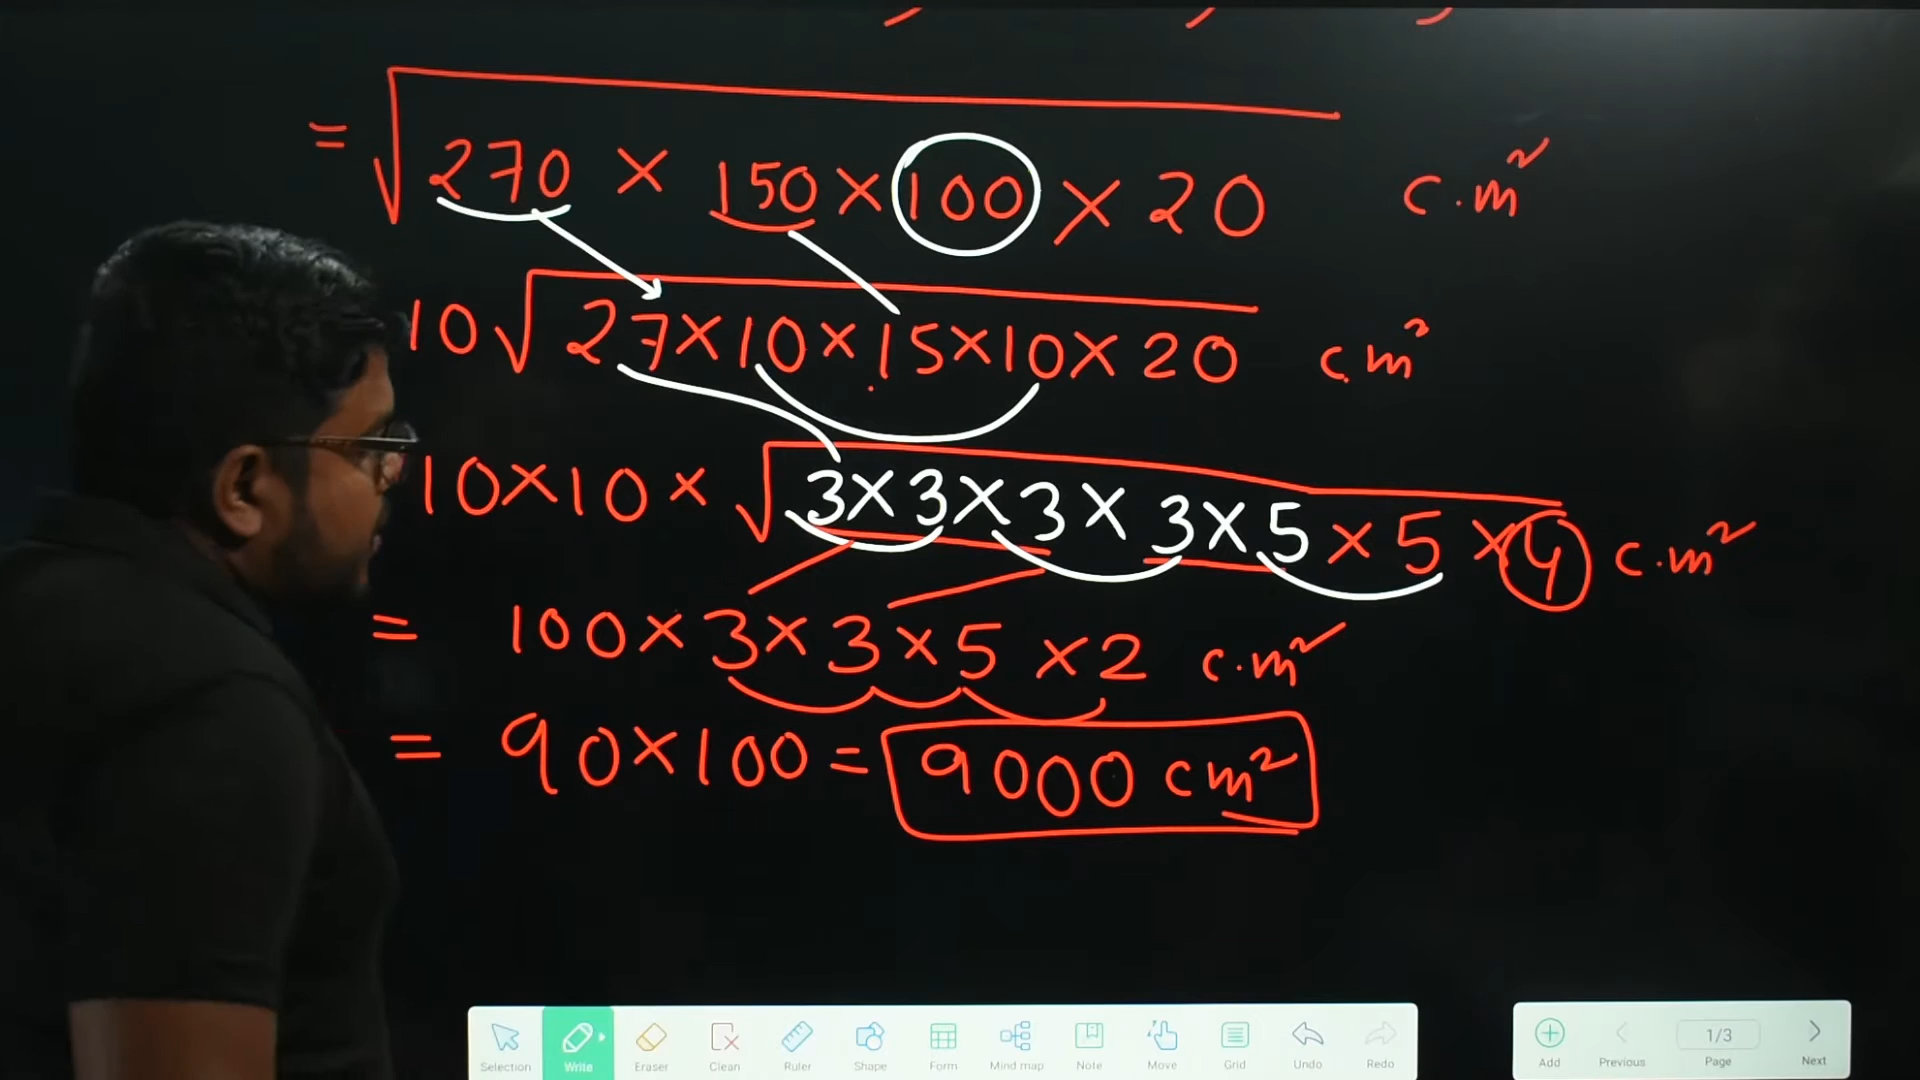 = √270 × 150 × 100 × 20 c.m²
10√27×10×15×10×20 cm²
10×10×√3×3×3×3×5×5×4 c.m²
= 100×3×3×5×2 c.m²
= 90×100 = 9000 cm²
Selection Write Eraser Clean Ruler Shape Form Mind map Note Move Grid Undo Redo Add Previous 1/3 Page Next